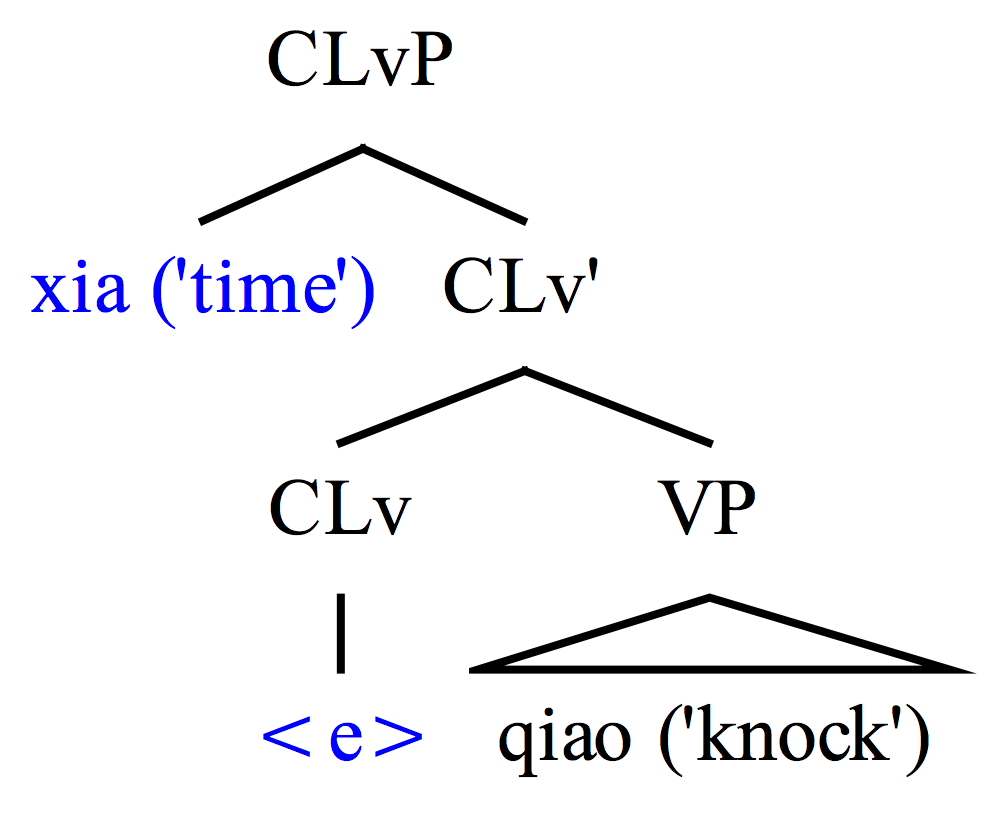 CLvP
xia ('time') CLv'
CLv VP
<e> qiao ('knock')